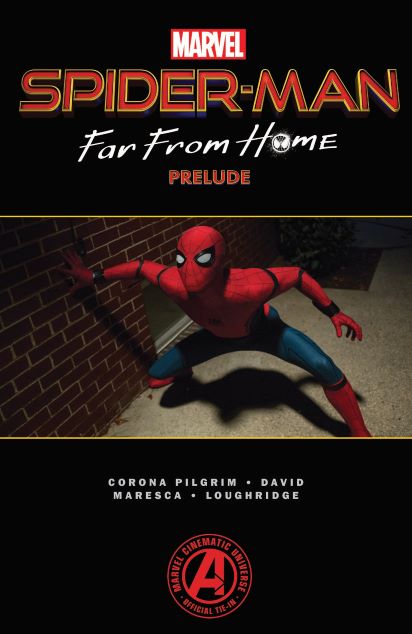 MARVEL
SPIDER-MAN
Far From Home
PRELUDE
CORONA PILGRIM • DAVID
MARESCA • LOUGHRIDGE
MARVEL CINEMATIC UNIVERSE
A
• OFFICIAL TIE-IN •